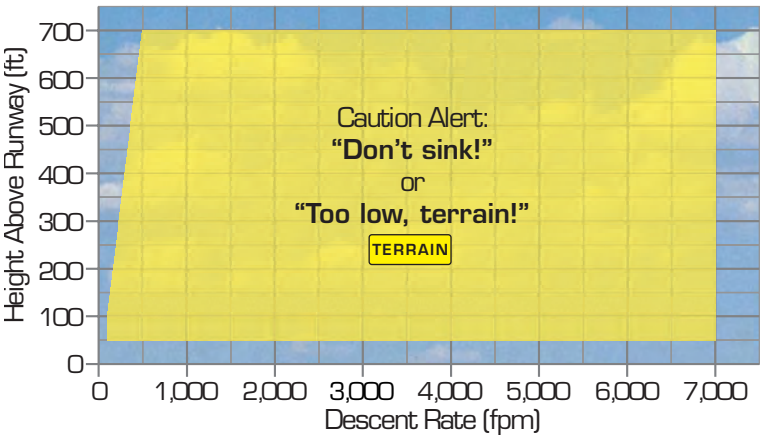 Height Above Runway (ft)
700
600
500
400
300
200
100
0
Caution Alert:
“Don’t sink!”
or
“Too low, terrain!”
TERRAIN
0 1,000 2,000 3,000 4,000 5,000 6,000 7,000
Descent Rate (fpm)